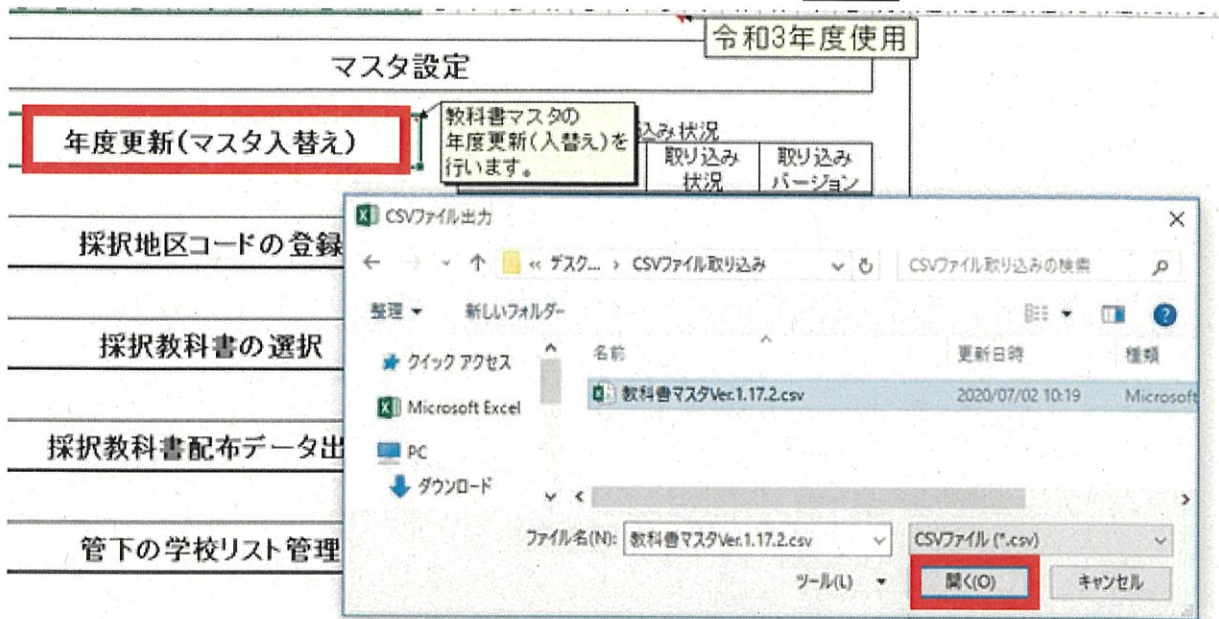 令和3年度使用
マスタ設定
年度更新(マスタ入替え)
教科書マスタの
年度更新(入替え)を
行います。
込み状況
取り込み
状況
取り込み
バージョン
採択地区コードの登録
採択教科書の選択
採択教科書配布データ出
管下の学校リスト管理
CSVファイル出力
« デスク... › CSVファイル取り込み
CSVファイル取り込みの検索
整理
新しいフォルダー
クイック アクセス
Microsoft Excel
PC
ダウンロード
名前
更新日時
種類
教科書マスタVer.1.17.2.csv
2020/07/02 10:19
Microsoft
ファイル名(N):
教科書マスタVer.1.17.2.csv
CSVファイル (*.csv)
ツール(L)
開く(O)
キャンセル